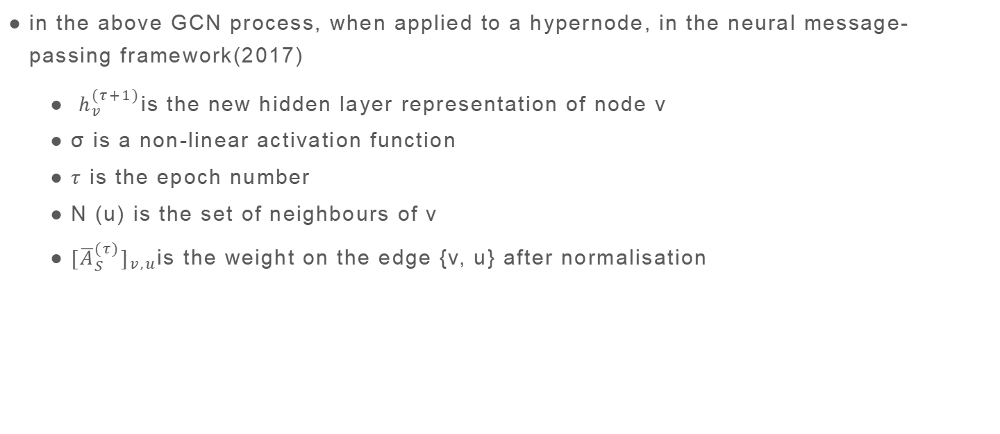 ● in the above GCN process, when applied to a hypernode, in the neural message-
passing framework(2017)
● $h_v^{(\tau+1)}$ is the new hidden layer representation of node v
● σ is a non-linear activation function
● τ is the epoch number
● N (u) is the set of neighbours of v
● $[\overline{A}_S^{(\tau)}]_{v,u}$ is the weight on the edge {v, u} after normalisation